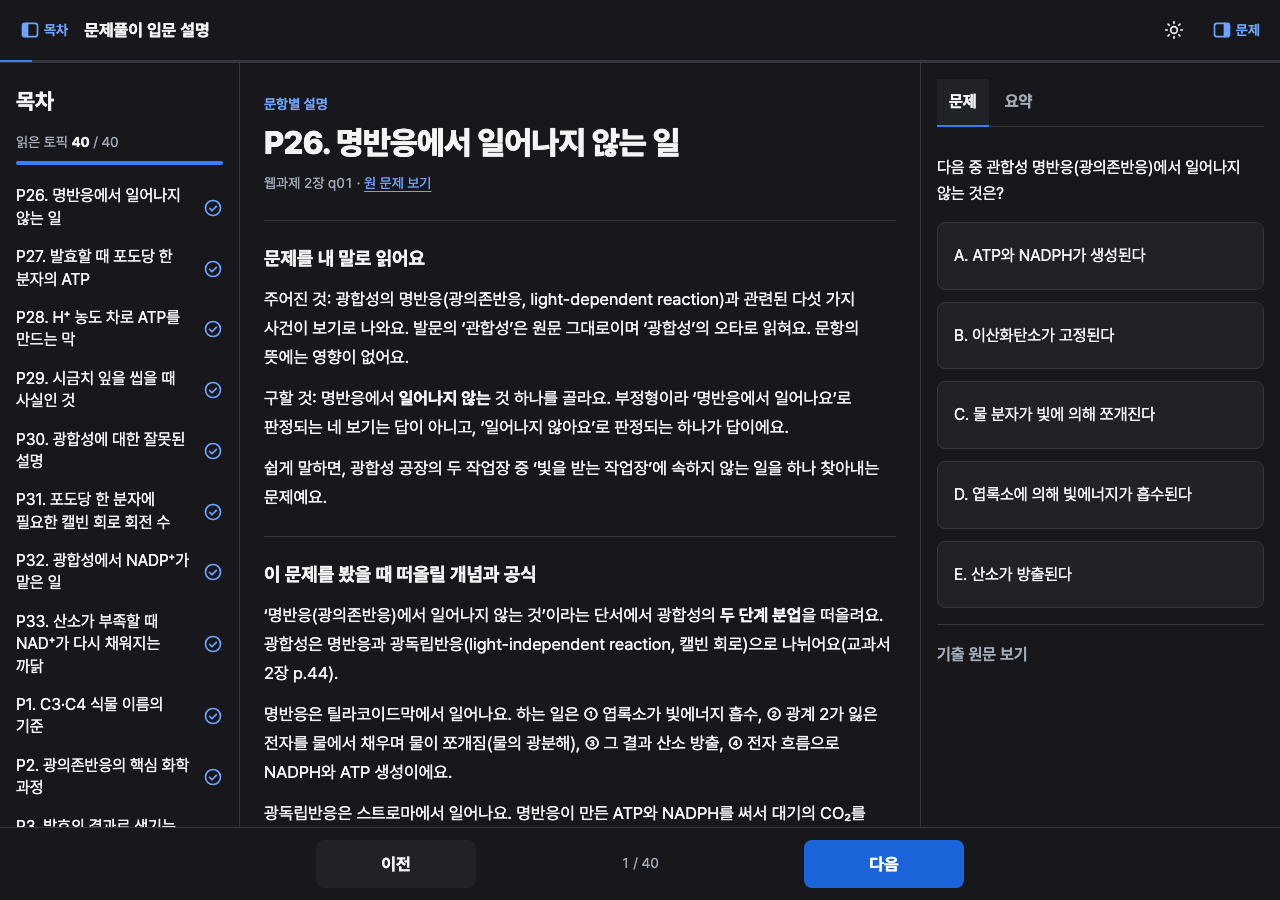 목차
문제풀이 입문 설명
문제
목차
읽은 토픽 40 / 40
P26. 명반응에서 일어나지
않는 일
P27. 발효할 때 포도당 한
분자의 ATP
P28. H⁺ 농도 차로 ATP를
만드는 막
P29. 시금치 잎을 씹을 때
사실인 것
P30. 광합성에 대한 잘못된
설명
P31. 포도당 한 분자에
필요한 캘빈 회로 회전 수
P32. 광합성에서 NADP⁺가
맡은 일
P33. 산소가 부족할 때
NAD⁺가 다시 채워지는
까닭
P1. C3·C4 식물 이름의
기준
P2. 광의존반응의 핵심 화학
과정
P3. 발효의 결과로 생기는
문항별 설명
P26. 명반응에서 일어나지 않는 일
웹과제 2장 q01 · 원 문제 보기
문제를 내 말로 읽어요
주어진 것: 광합성의 명반응(광의존반응, light-dependent reaction)과 관련된 다섯 가지
사건이 보기로 나와요. 발문의 ‘관합성’은 원문 그대로이며 ‘광합성’의 오타로 읽혀요. 문항의
뜻에는 영향이 없어요.
구할 것: 명반응에서 일어나지 않는 것 하나를 골라요. 부정형이라 ‘명반응에서 일어나요’로
판정되는 네 보기는 답이 아니고, ‘일어나지 않아요’로 판정되는 하나가 답이에요.
쉽게 말하면, 광합성 공장의 두 작업장 중 ‘빛을 받는 작업장’에 속하지 않는 일을 하나 찾아내는
문제예요.
이 문제를 봤을 때 떠올릴 개념과 공식
‘명반응(광의존반응)에서 일어나지 않는 것’이라는 단서에서 광합성의 두 단계 분업을 떠올려요.
광합성은 명반응과 광독립반응(light-independent reaction, 캘빈 회로)으로 나뉘어요(교과서
2장 p.44).
명반응은 틸라코이드막에서 일어나요. 하는 일은 ① 엽록소가 빛에너지 흡수, ② 광계 2가 잃은
전자를 물에서 채우며 물이 쪼개짐(물의 광분해), ③ 그 결과 산소 방출, ④ 전자 흐름으로
NADPH와 ATP 생성이에요.
광독립반응은 스트로마에서 일어나요. 명반응이 만든 ATP와 NADPH를 써서 대기의 CO₂를
문제
요약
다음 중 관합성 명반응(광의존반응)에서 일어나지
않는 것은?
A. ATP와 NADPH가 생성된다
B. 이산화탄소가 고정된다
C. 물 분자가 빛에 의해 쪼개진다
D. 엽록소에 의해 빛에너지가 흡수된다
E. 산소가 방출된다
기출 원문 보기
이전
1 / 40
다음